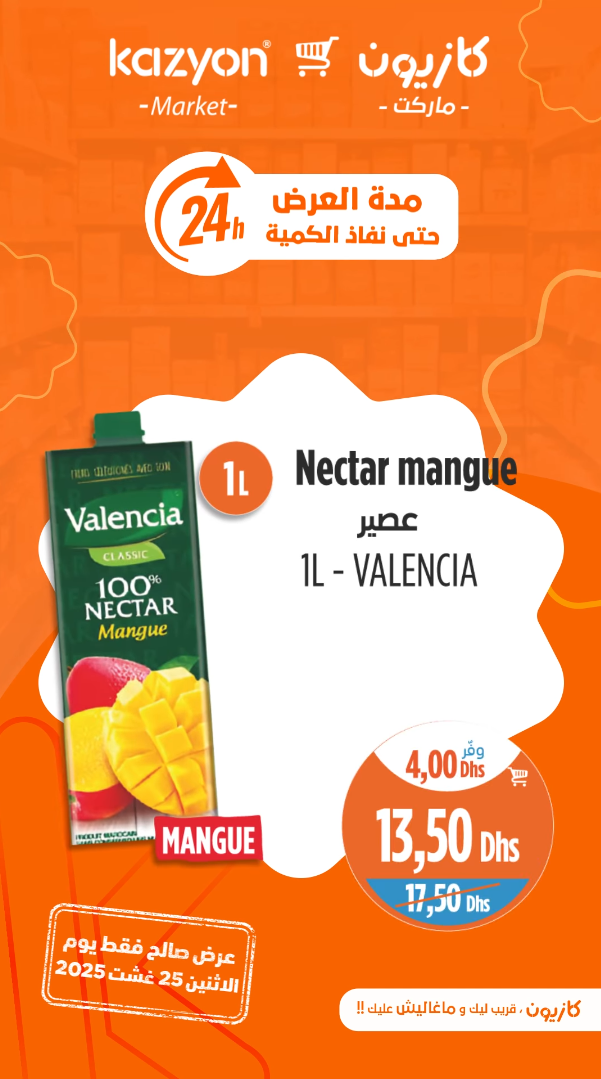 kazyon® كازيون
-Market- - ماركت -
24h
مدة العرض
حتى نفاذ الكمية
1L
Nectar mangue
عصير
1L - VALENCIA
Valencia
CLASSIC
100%
NECTAR
Mangue
PRODUIT MAROCAIN
MANGUE
وفّر
4,00 Dhs
13,50 Dhs
17,50 Dhs
عرض صالح فقط يوم
الاثنين 25 غشت 2025
كازيون ، قريب ليك و ماغاليش عليك !!